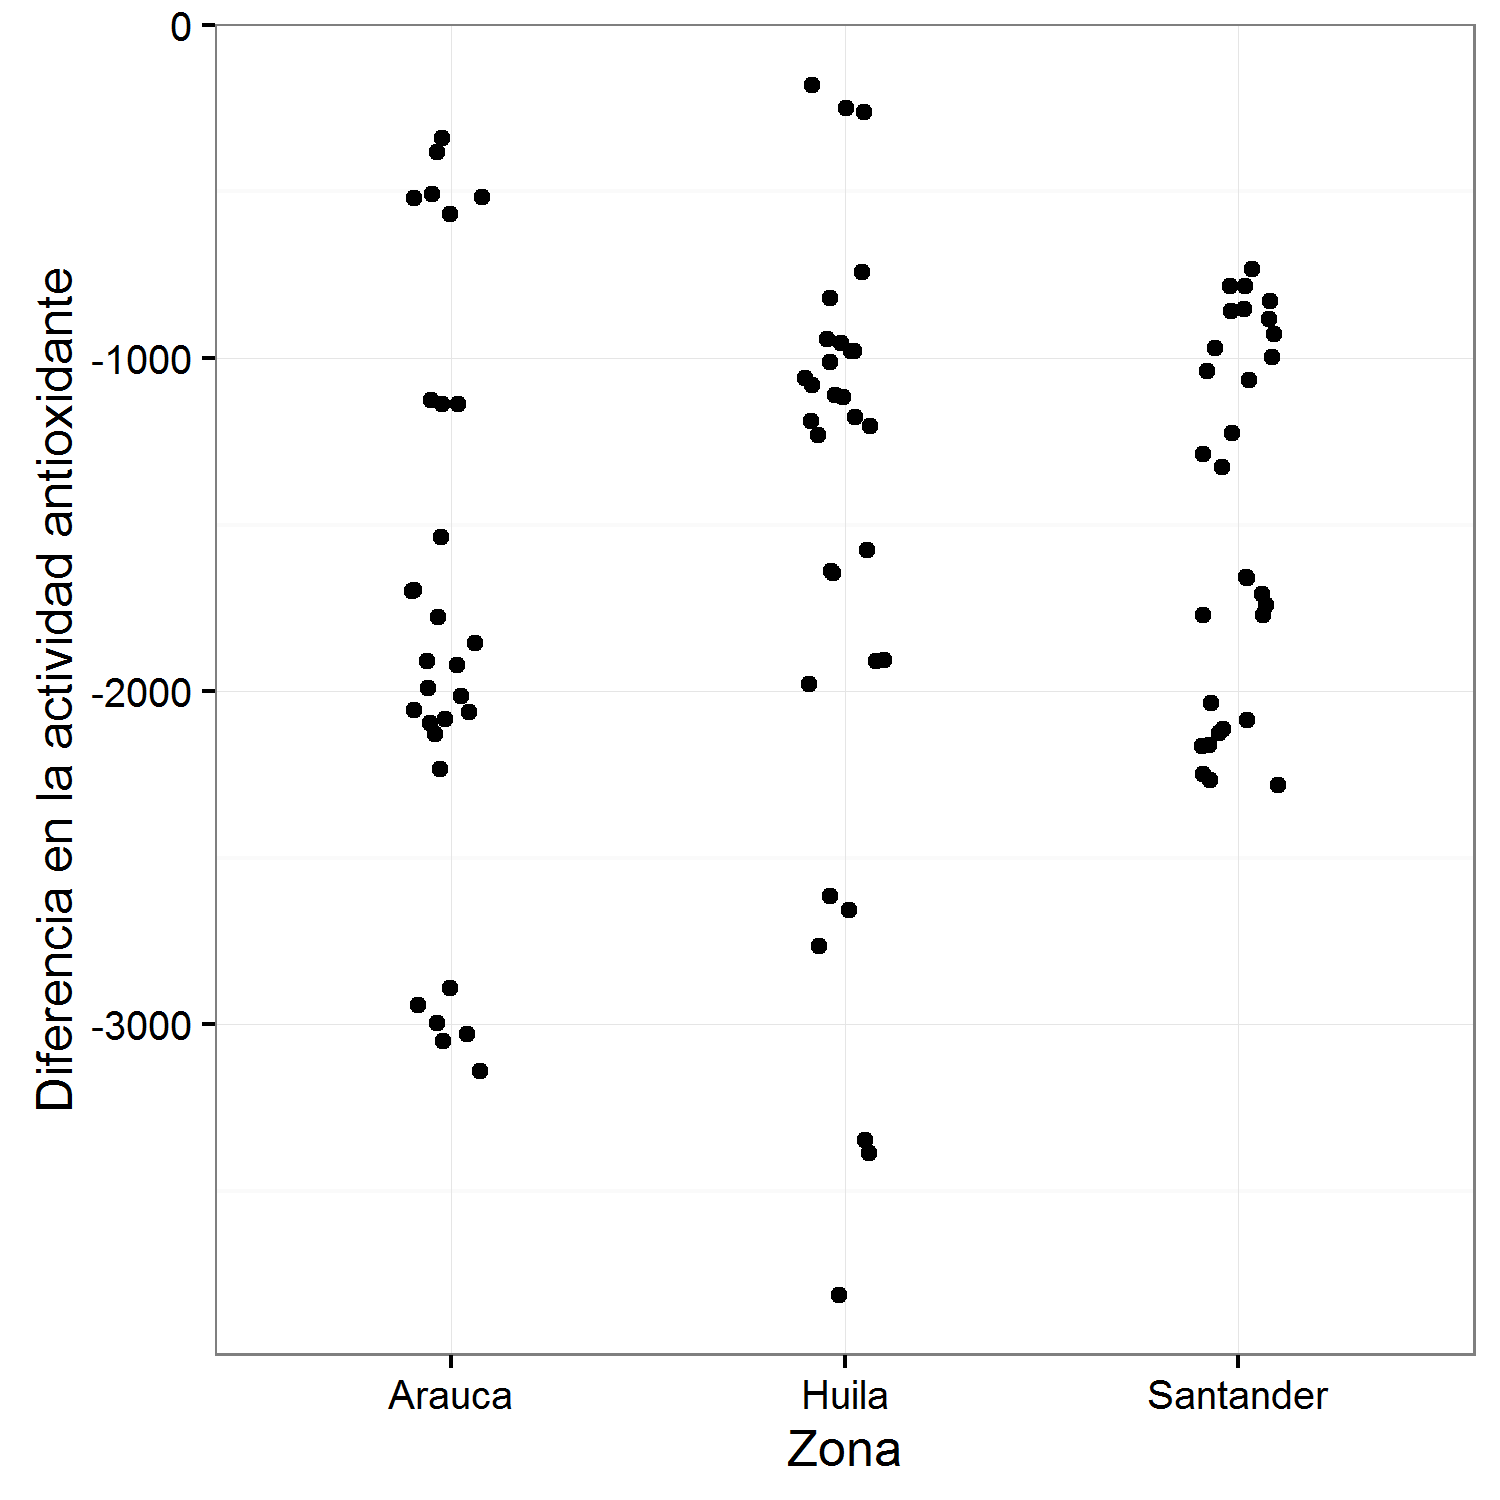 Diferencia en la actividad antioxidante
0
-1000
-2000
-3000
Arauca
Huila
Santander
Zona